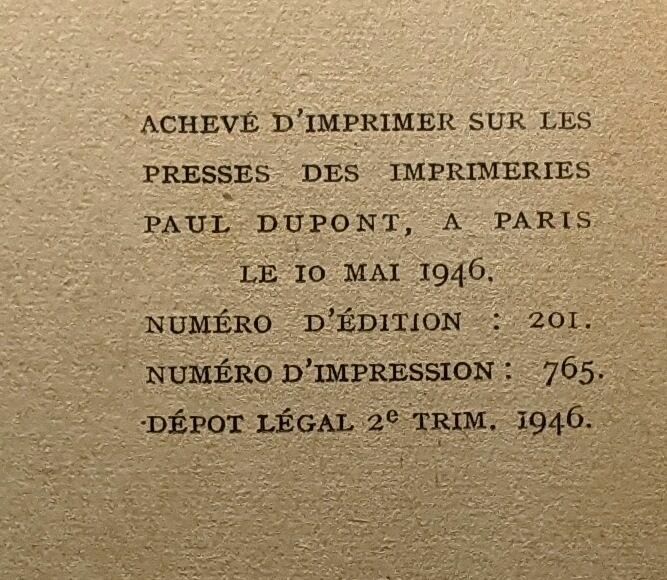 ACHEVÉ D'IMPRIMER SUR LES
PRESSES DES IMPRIMERIES
PAUL DUPONT, A PARIS
LE 10 MAI 1946.
NUMÉRO D'ÉDITION : 201.
NUMÉRO D'IMPRESSION : 765.
DÉPOT LÉGAL 2e TRIM. 1946.